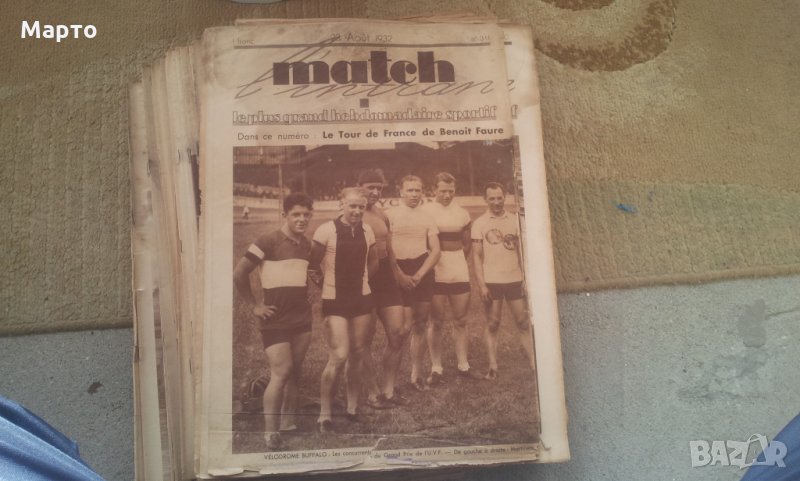 Марто
1 franc 23 Août 1932
match
l'intran
le plus grand hebdomadaire sportif
Dans ce numéro : Le Tour de France de Benoit Faure
VÉLODROME BUFFALO : Les concurrents du Grand Prix de l'U.V.F. — De gauche à droite :
BAZAR